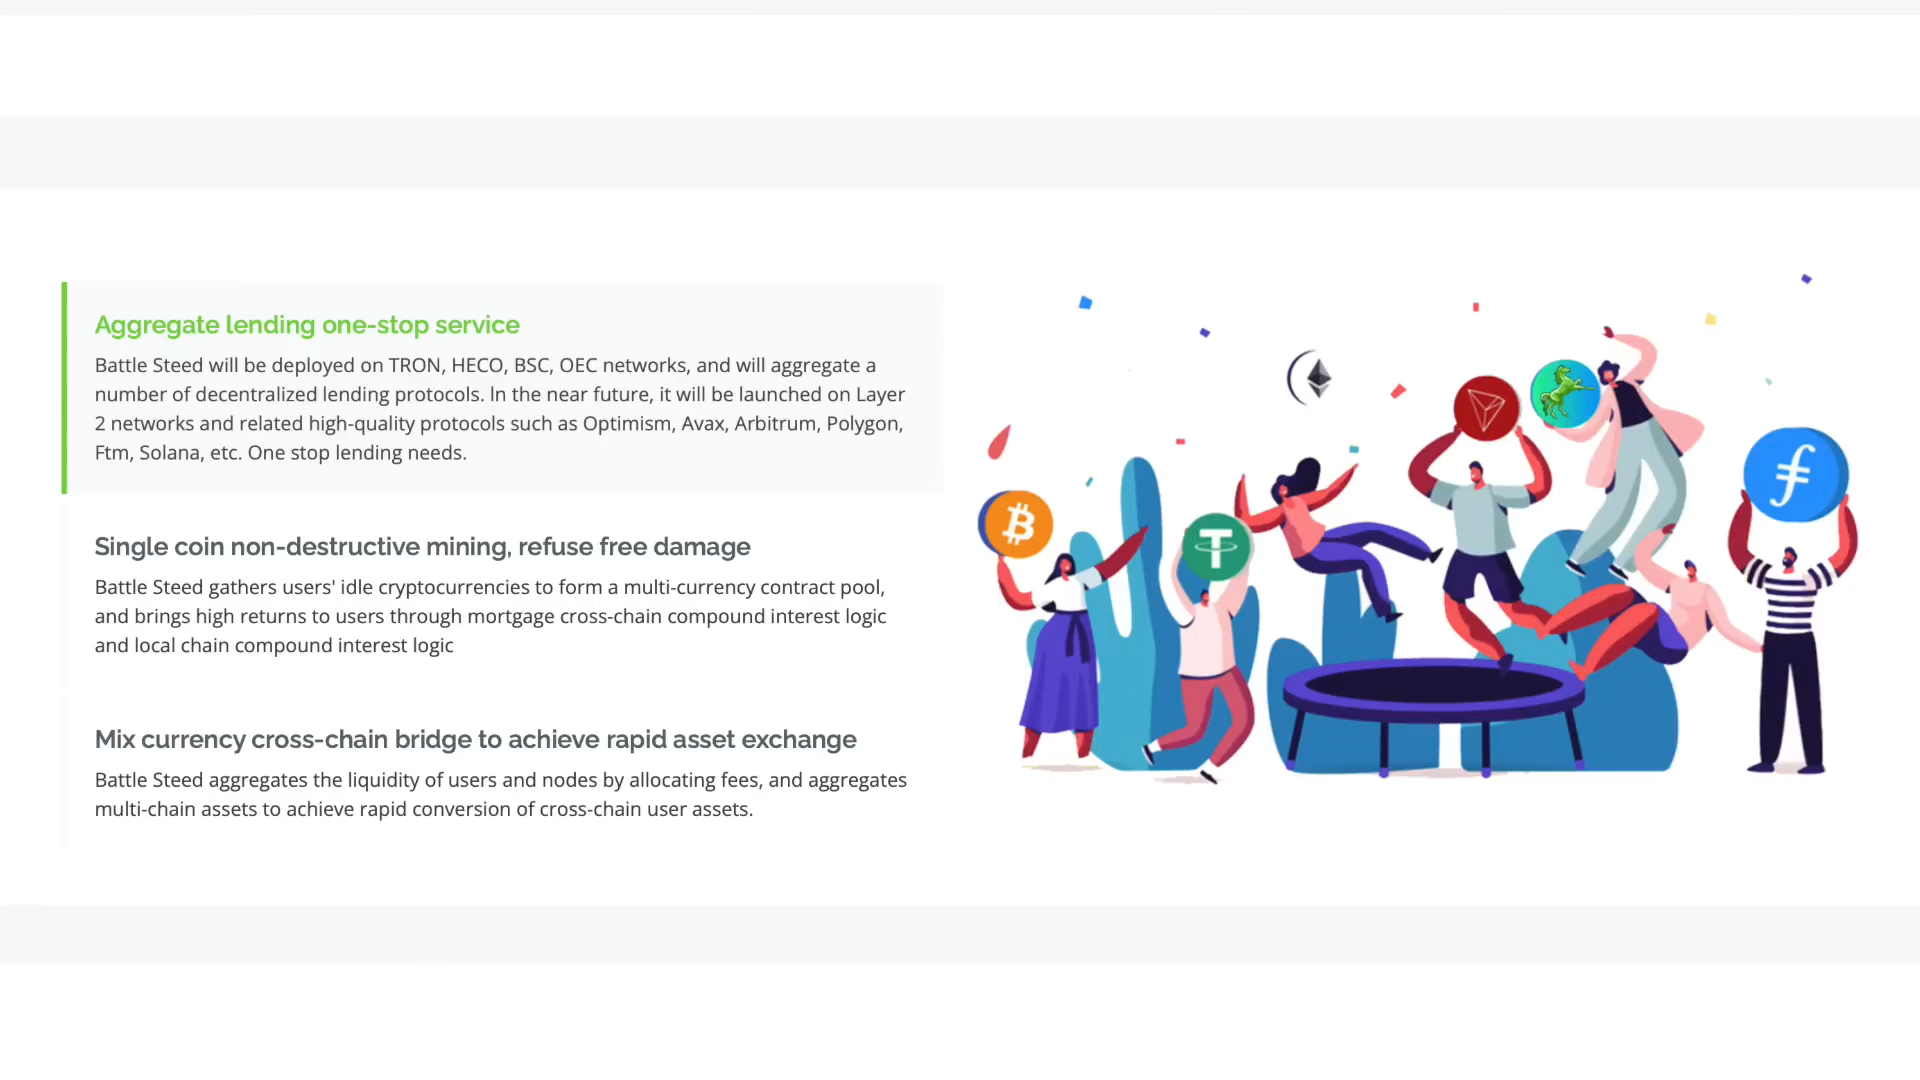 Aggregate lending one-stop service
Battle Steed will be deployed on TRON, HECO, BSC, OEC networks, and will aggregate a
number of decentralized lending protocols. In the near future, it will be launched on Layer
2 networks and related high-quality protocols such as Optimism, Avax, Arbitrum, Polygon,
Ftm, Solana, etc. One stop lending needs.
Single coin non-destructive mining, refuse free damage
Battle Steed gathers users' idle cryptocurrencies to form a multi-currency contract pool,
and brings high returns to users through mortgage cross-chain compound interest logic
and local chain compound interest logic
Mix currency cross-chain bridge to achieve rapid asset exchange
Battle Steed aggregates the liquidity of users and nodes by allocating fees, and aggregates
multi-chain assets to achieve rapid conversion of cross-chain user assets.